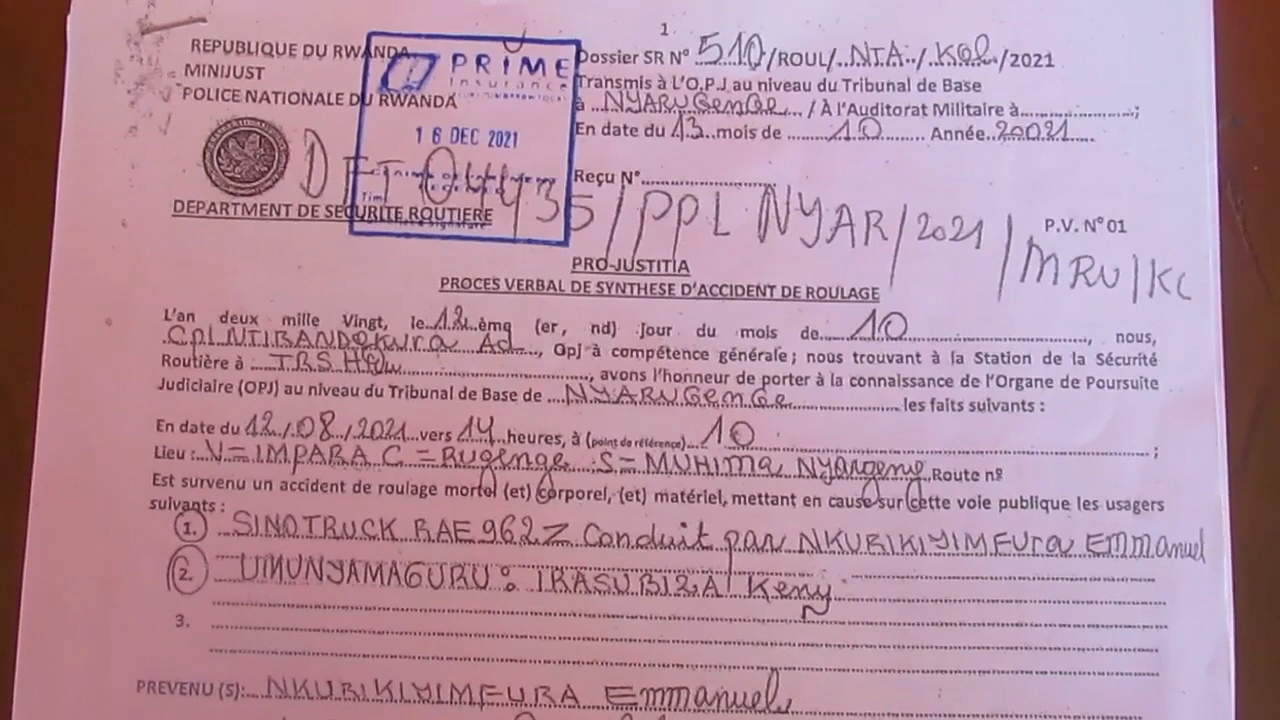 1.
REPUBLIQUE DU RWANDA
MINIJUST
POLICE NATIONALE DU RWANDA
DEPARTMENT DE SECURITE ROUTIERE
PRIME
Insurance
16 DEC 2021
Dossier SR N° 510/ROUL/..NTA../.../2021
Transmis à L'O.P.J au niveau du Tribunal de Base
à ..NYARUGenGe.../ À l'Auditorat Militaire à..................;
En date du 13..mois de .......10....... Année..20021....
Reçu N°..................
DFT 04435/PPL NYAR/2021/MRU/KC
P.V. N° 01
PRO-JUSTITIA
PROCES VERBAL DE SYNTHESE D'ACCIDENT DE ROULAGE
L'an deux mille Vingt, le..12..èmq (er, nd) Jour du mois de....10......................, nous,
.Cpl.NTIRANDEKURA Ad...., Opj à compétence générale; nous trouvant à la Station de la Sécurité
Routière à ...TRS.........................., avons l'honneur de porter à la connaissance de l'Organe de Poursuite
Judiciaire (OPJ) au niveau du Tribunal de Base de ...NYARUGenGe..................les faits suivants :
En date du 12../.08../.2021..vers 14..heures, à (point de référence)...10..................................;
Lieu :..V=IMPARA C =Rugenge S=MUHIMA Route n°
Est survenu un accident de roulage mortel (et) corporel, (et) matériel, mettant en cause sur cette voie publique les usagers
suivants :
1. ..SINOTRUCK RAE 962Z Conduit par NKURIKIYIMFURA EMManuel
2. ..UMUNYAMAGURU: IRASUBIZA Keny
3.
PREVENU (S):..NKURIKIYIMFURA Emmanuel